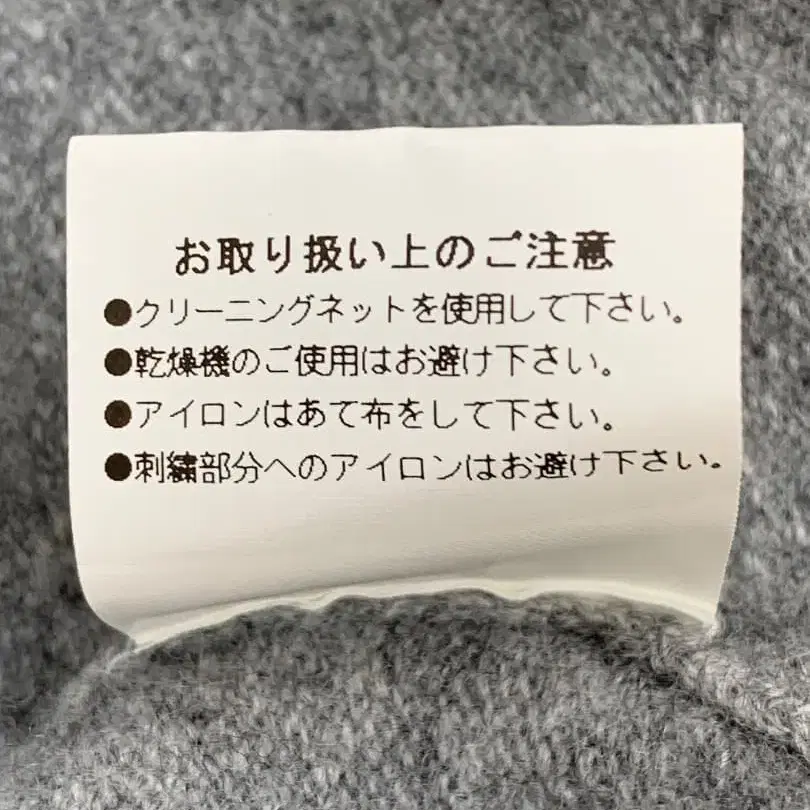 お取り扱い上のご注意
●クリーニングネットを使用して下さい。
●乾燥機のご使用はお避け下さい。
●アイロンはあて布をして下さい。
●刺繍部分へのアイロンはお避け下さい。